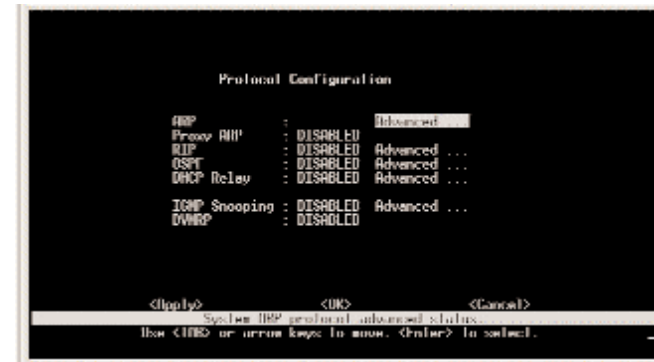 Protocol Configuration
ARP : Advanced ...
Proxy ARP : DISABLED
RIP : DISABLED Advanced ...
OSPF : DISABLED Advanced ...
DHCP Relay : DISABLED Advanced ...
IGMP Snooping : DISABLED Advanced ...
DVMRP : DISABLED
<Apply> <OK> <Cancel>
System ARP protocol advanced status.
Use <TAB> or arrow keys to move. <Enter> to select.